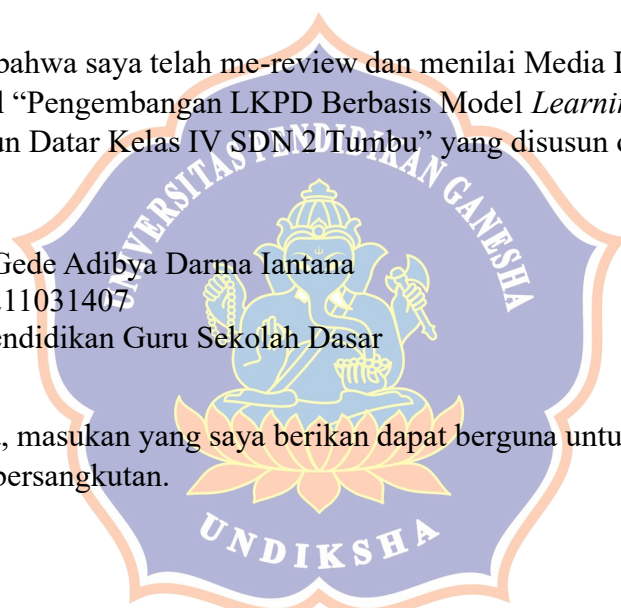 bahwa saya telah me-review dan menilai Media
"Pengembangan LKPD Berbasis Model Learnin
Datar Kelas IV SDN 2 Tumbu" yang disusun
UNIVERSITAS PENDIDIKAN GANESHA
Gede Adibya Darma Iantana
11031407
endidikan Guru Sekolah Dasar
masukan yang saya berikan dapat berguna untu
bersangkutan.
UNDIKSHA